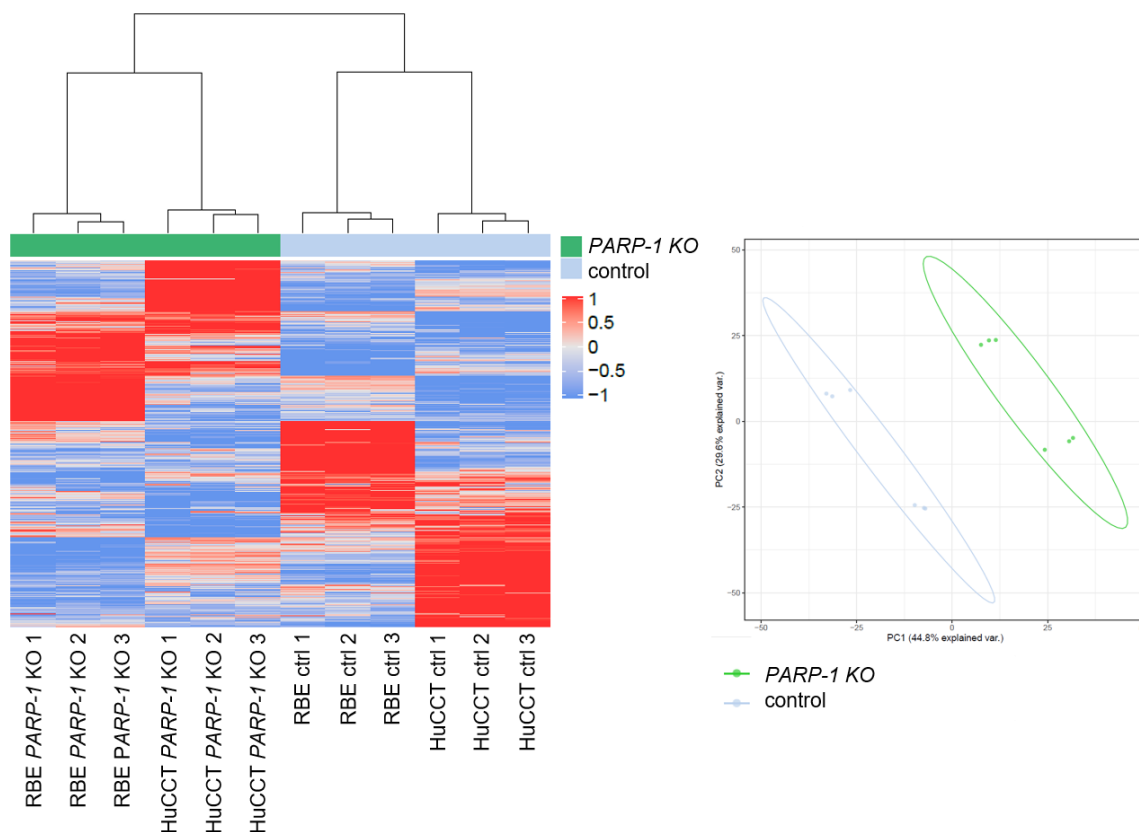 PARP-1 KO
control
1
0.5
0
−0.5
−1
RBE PARP-1 KO 1
RBE PARP-1 KO 2
RBE PARP-1 KO 3
HuCCT PARP-1 KO 1
HuCCT PARP-1 KO 2
HuCCT PARP-1 KO 3
RBE ctrl 1
RBE ctrl 2
RBE ctrl 3
HuCCT ctrl 1
HuCCT ctrl 2
HuCCT ctrl 3
PC2 (29.6% explained var.)
50
25
0
−25
−50
−50
−25
0
25
PC1 (44.8% explained var.)
PARP-1 KO
control